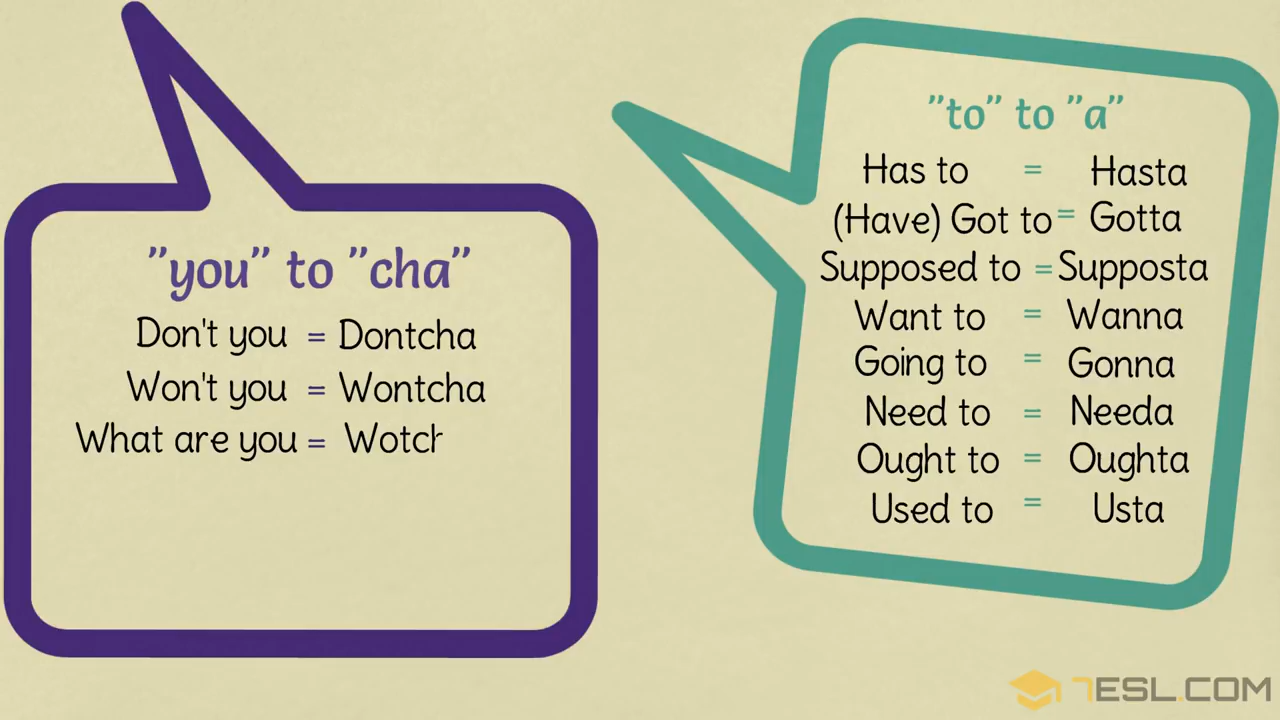 "you" to "cha"
Don't you = Dontcha
Won't you = Wontcha
What are you =
"to" to "a"
Has to = Hasta
(Have) Got to = Gotta
Supposed to = Supposta
Want to = Wanna
Going to = Gonna
Need to = Needa
Ought to = Oughta
Used to = Usta
7ESL.COM